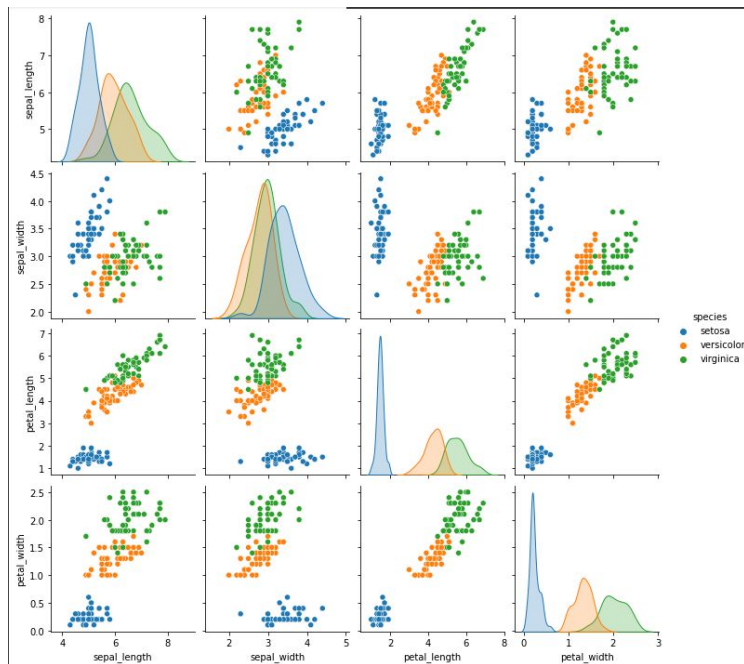 8
7
6
5
sepal_length
4.5
4.0
3.5
3.0
2.5
2.0
sepal_width
species
setosa
versicolor
virginica
7
6
5
4
3
2
1
petal_length
2.5
2.0
1.5
1.0
0.5
0.0
petal_width
4 6 8 2 3 4 5 2 4 6 8 0 1 2 3
sepal_length sepal_width petal_length petal_width